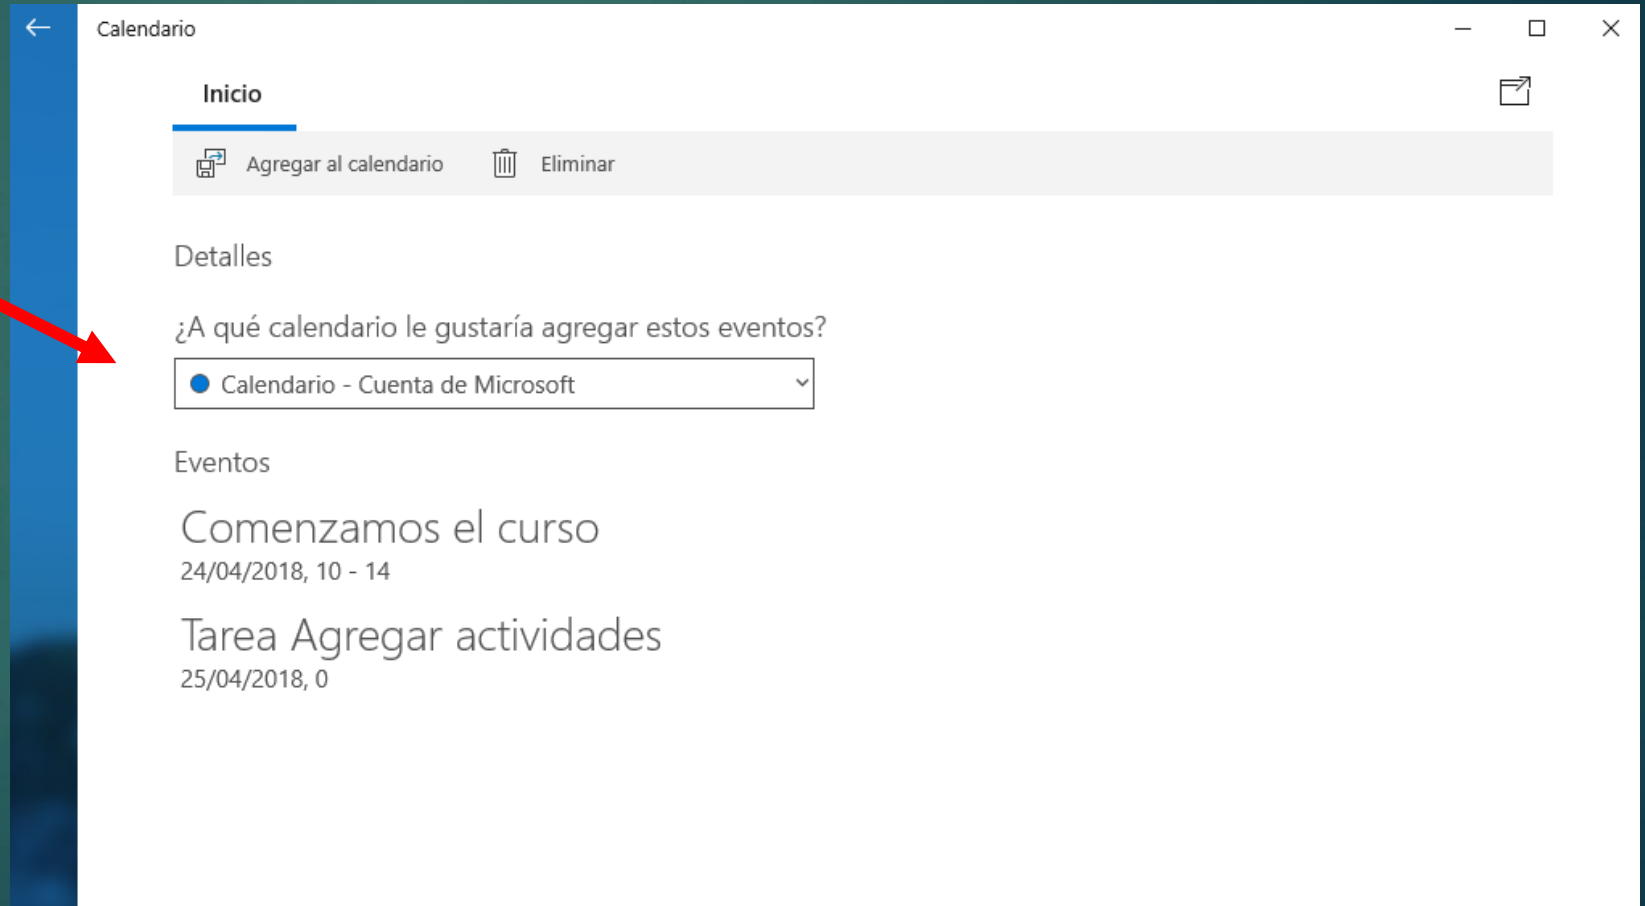 Calendario
Inicio
Agregar al calendario Eliminar
Detalles
¿A qué calendario le gustaría agregar estos eventos?
Calendario - Cuenta de Microsoft
Eventos
Comenzamos el curso
24/04/2018, 10 - 14
Tarea Agregar actividades
25/04/2018, 0